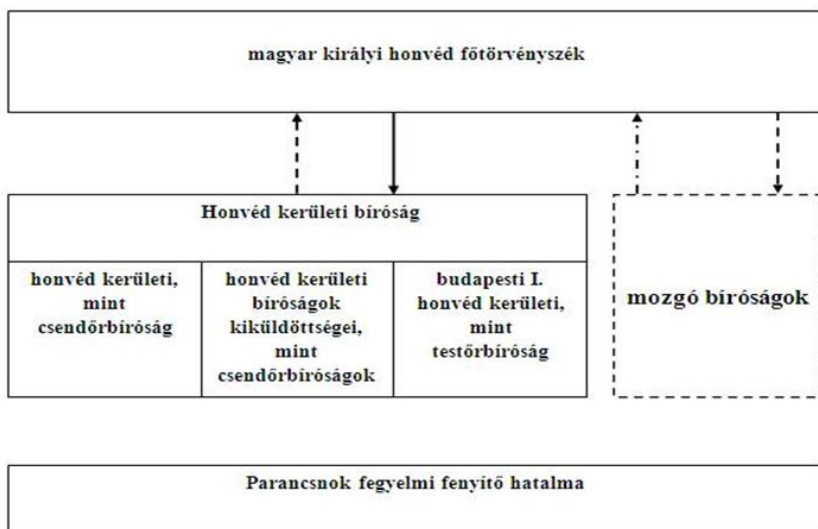 magyar királyi honvéd főtörvényszék
Honvéd kerületi bíróság
honvéd kerületi,
mint
csendőrbíróság
honvéd kerületi
bíróságok
kiküldöttségei,
mint
csendőrbíróságok
budapesti I.
honvéd kerületi,
mint
testőrbíróság
mozgó bíróságok
Parancsnok fegyelmi fenyítő hatalma